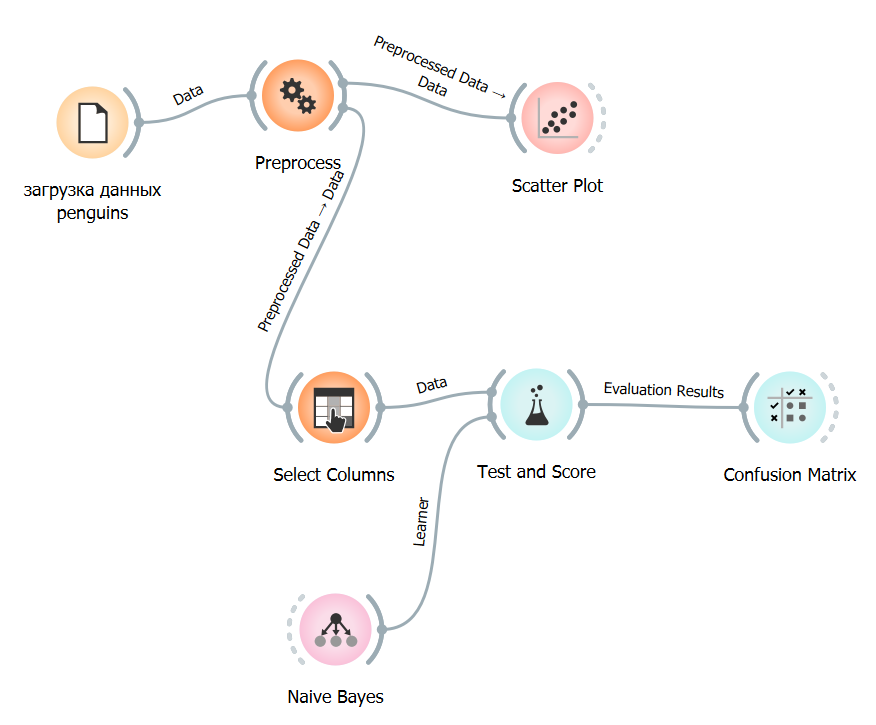 Preprocessed Data →
Data
Data
Preprocess
загрузка данных
penguins
Scatter Plot
Preprocessed Data → Data
Data
Evaluation Results
Select Columns
Test and Score
Confusion Matrix
Learner
Naive Bayes